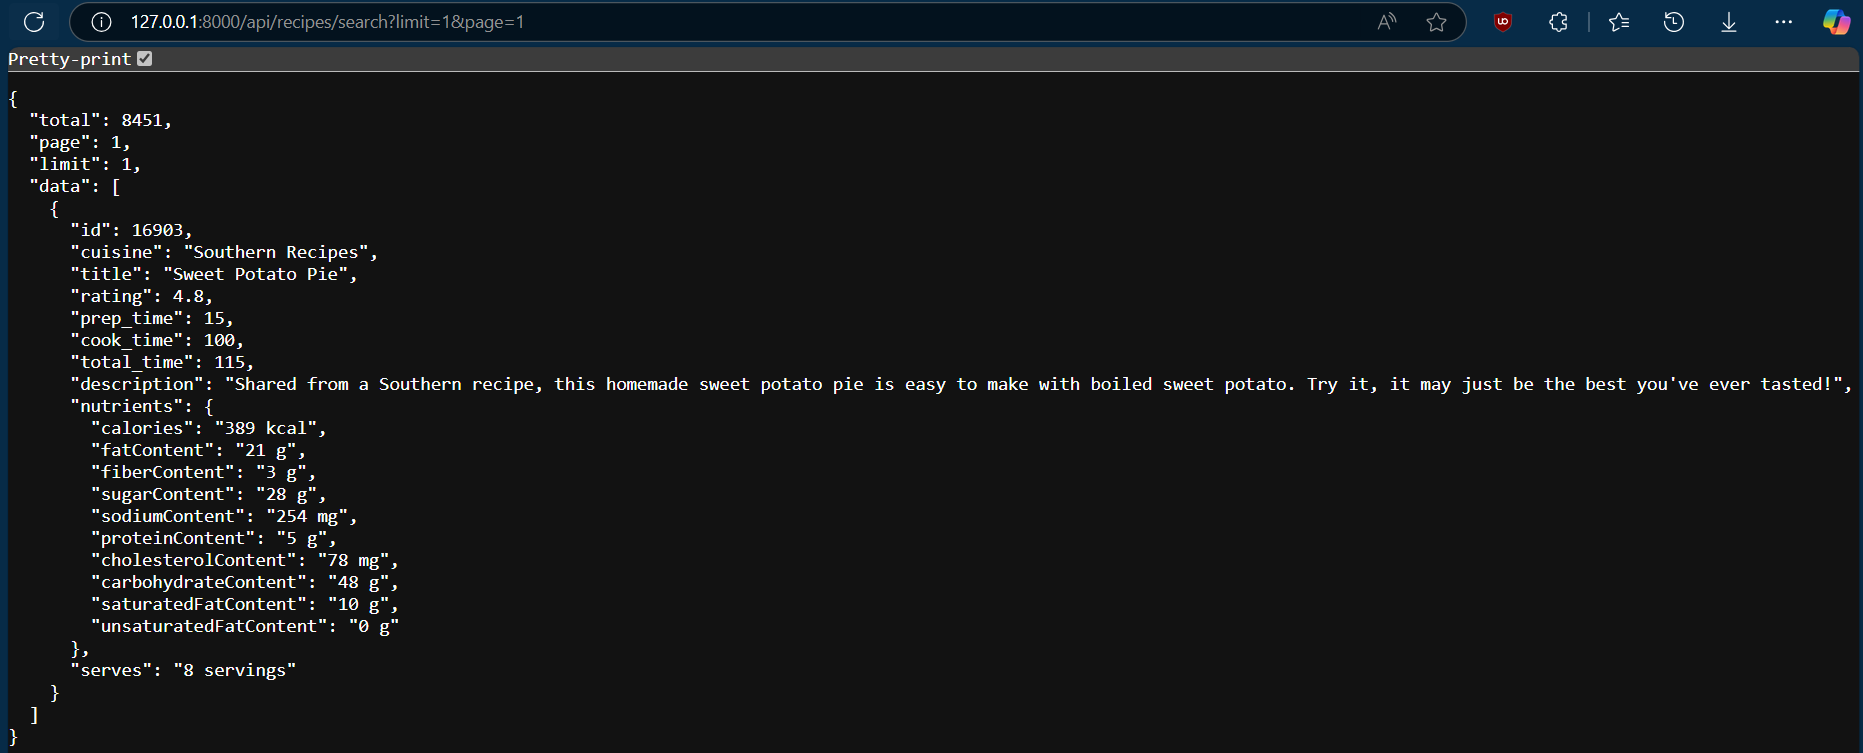 127.0.0.1:8000/api/recipes/search?limit=1&page=1
Pretty-print
{
  "total": 8451,
  "page": 1,
  "limit": 1,
  "data": [
    {
      "id": 16903,
      "cuisine": "Southern Recipes",
      "title": "Sweet Potato Pie",
      "rating": 4.8,
      "prep_time": 15,
      "cook_time": 100,
      "total_time": 115,
      "description": "Shared from a Southern recipe, this homemade sweet potato pie is easy to make with boiled sweet potato. Try it, it may just be the best you've ever tasted!",
      "nutrients": {
        "calories": "389 kcal",
        "fatContent": "21 g",
        "fiberContent": "3 g",
        "sugarContent": "28 g",
        "sodiumContent": "254 mg",
        "proteinContent": "5 g",
        "cholesterolContent": "78 mg",
        "carbohydrateContent": "48 g",
        "saturatedFatContent": "10 g",
        "unsaturatedFatContent": "0 g"
      },
      "serves": "8 servings"
    }
  ]
}